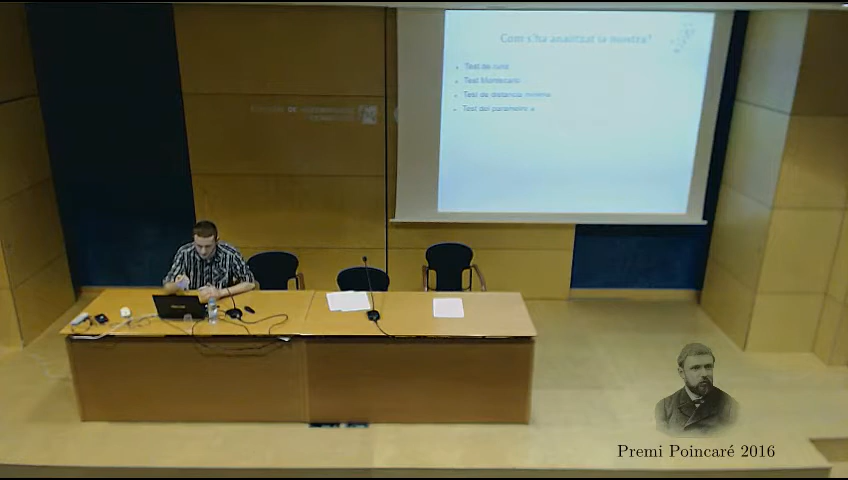 Com s'ha analitzat la mostra?
Test de runs
Test Montecarlo
Test de distància mínima
Test del paràmetre a
Premi Poincaré 2016